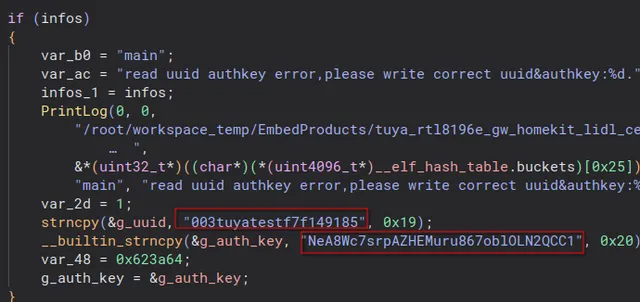 if (infos)
{
var_b0 = "main";
var_ac = "read uuid authkey error,please write correct uuid&authkey:%d."
infos_1 = infos;
PrintLog(0, 0,
"/root/workspace_temp/EmbedProducts/tuya_rtl8196e_gw_homekit_lidl_ce
… ",
&*(uint32_t*)((char*)(*(uint4096_t*)__elf_hash_table.buckets)[0x25])
"main", "read uuid authkey error,please write correct uuid&authkey:%
var_2d = 1;
strncpy(&g_uuid, "003tuyatestf7f149185", 0x19);
__builtin_strncpy(&g_auth_key, "NeA8Wc7srpAZHEMuru867oblOLN2QCC1", 0x20)
var_48 = 0x623a64;
g_auth_key = &g_auth_key;
}